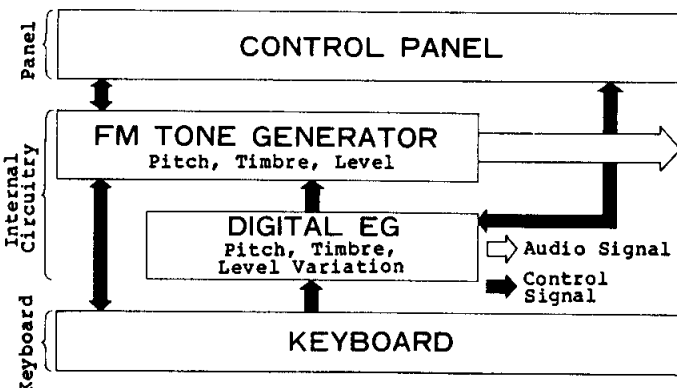 Panel
CONTROL PANEL
Internal
Circuitry
FM TONE GENERATOR
Pitch, Timbre, Level
DIGITAL EG
Pitch, Timbre,
Level Variation
Audio Signal
Control
Signal
Keyboard
KEYBOARD